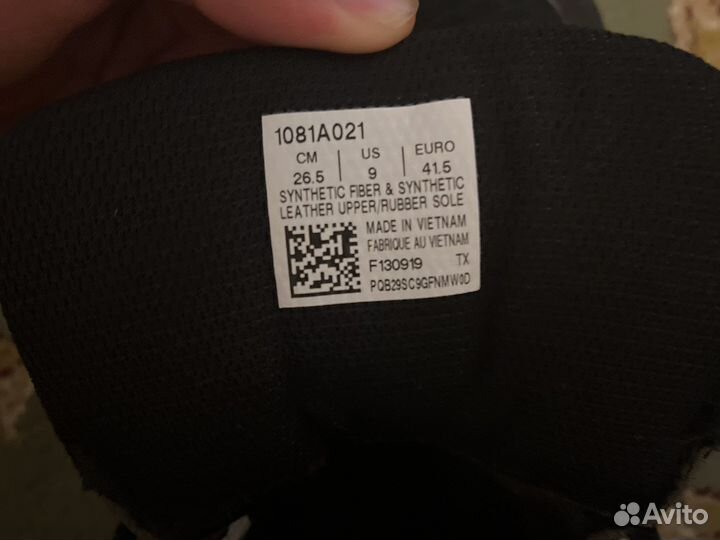 1081A021
CM US EURO
26.5 9 41.5
SYNTHETIC FIBER & SYNTHETIC
LEATHER UPPER/RUBBER SOLE
MADE IN VIETNAM
FABRIQUE AU VIETNAM
F130919 TX
PQB29SC9GFNMW0D
Avito